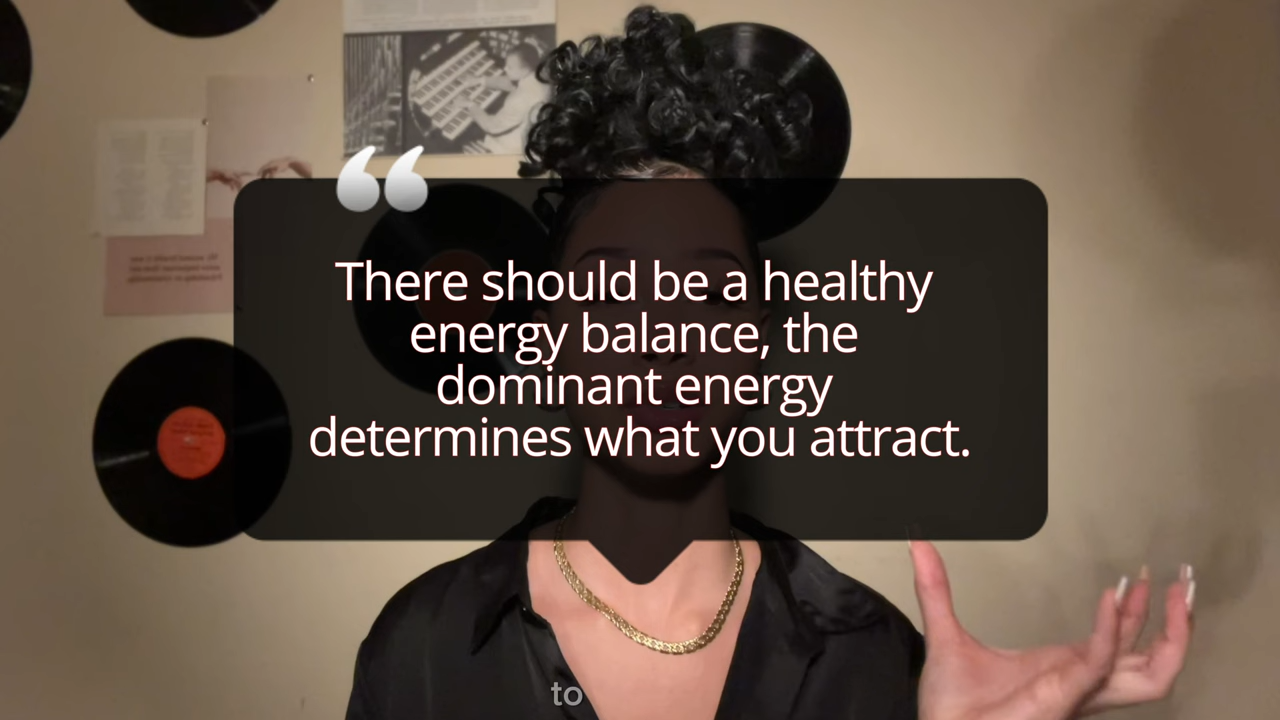 “
There should be a healthy
energy balance, the
dominant energy
determines what you attract.
to